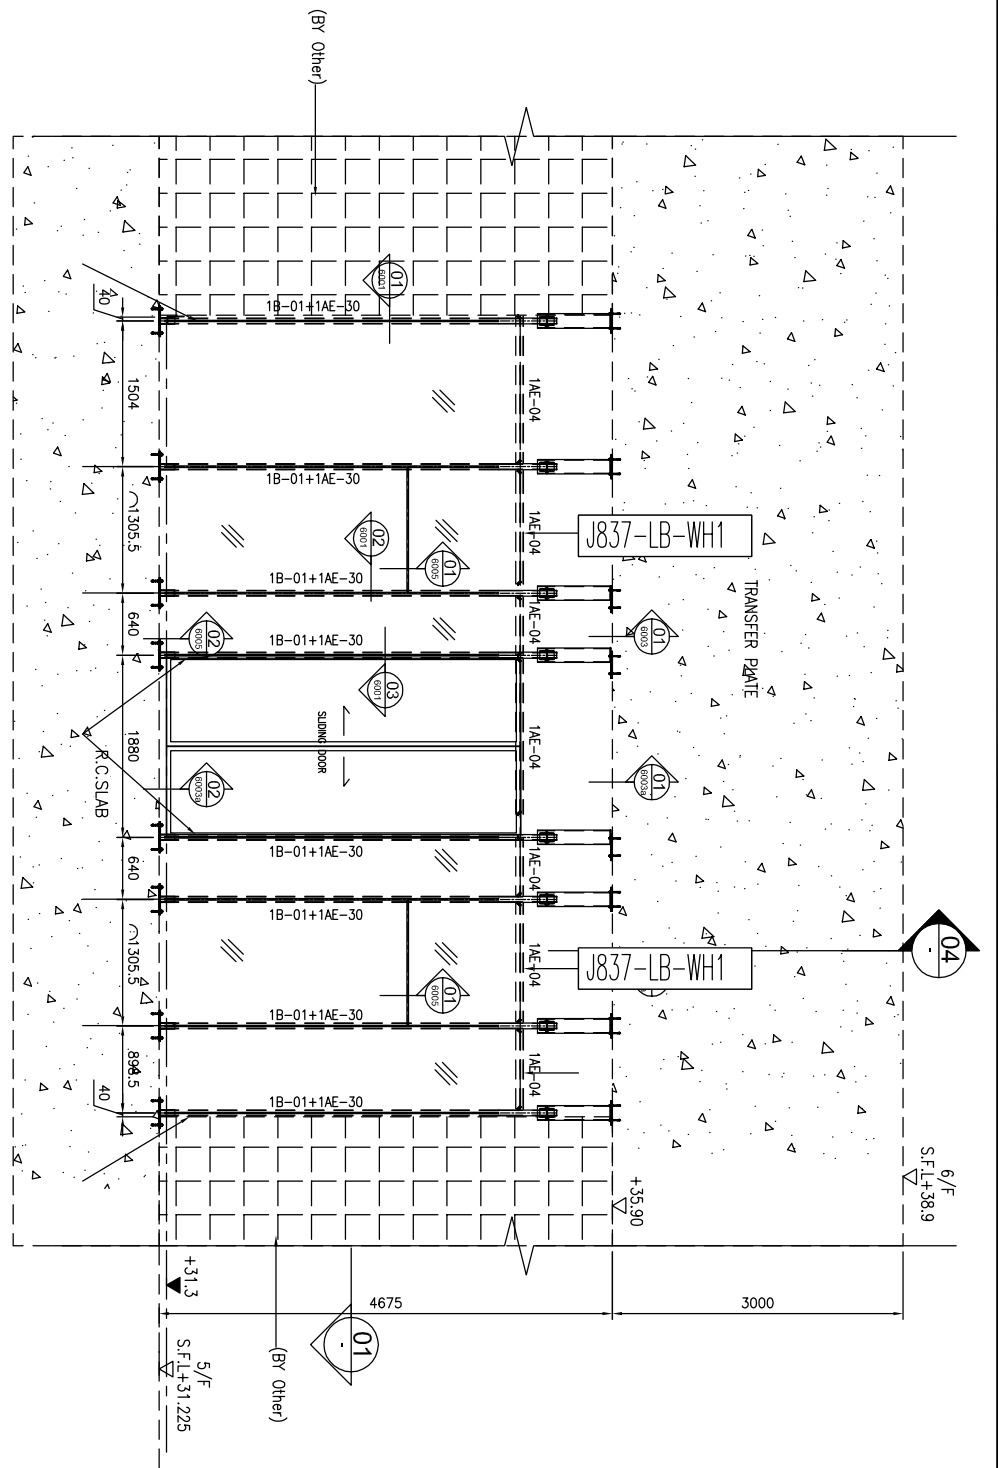 (BY Other)
01
6001
40
1B-01+1AE-30
1504
1AE-04
1B-01+1AE-30
1305.5
02
6001
01
6005
1AE-04
J837-LB-WH1
1B-01+1AE-30
640
02
6005
1AE-04
01
6003
TRANSFER PLATE
1B-01+1AE-30
03
6001
SLIDING DOOR
1880
R.C.SLAB
1AE-04
02
6003a
01
6003a
1B-01+1AE-30
640
1AE-04
1B-01+1AE-30
1305.5
01
6005
1AE-04
J837-LB-WH1
04
-
1B-01+1AE-30
898.5
1AE-04
40
1B-01+1AE-30
6/F
S.F.L+38.9
+35.90
+31.3
4675
3000
01
-
(BY Other)
5/F
S.F.L+31.225